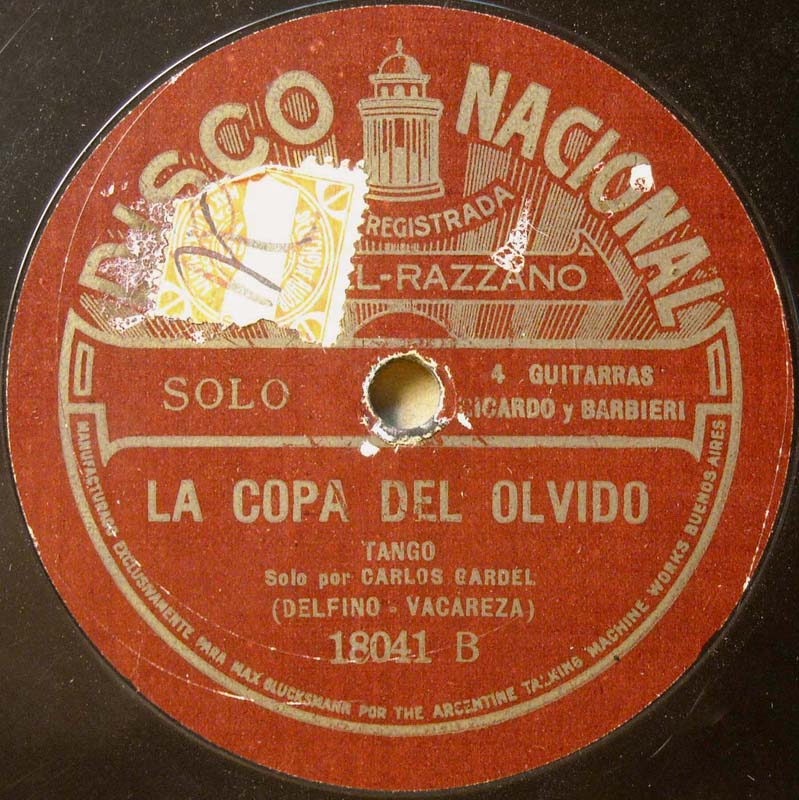 DISCO NACIONAL
REGISTRADA
EL-RAZZANO
SOLO
4 GUITARRAS
RICARDO y BARBIERI
LA COPA DEL OLVIDO
TANGO
Solo por CARLOS GARDEL
(DELFINO - VACAREZA)
18041 B
MANUFACTURADO EXCLUSIVAMENTE PARA MAX GLUCKSMANN POR THE ARGENTINE TALKING MACHINE WORKS BUENOS AIRES